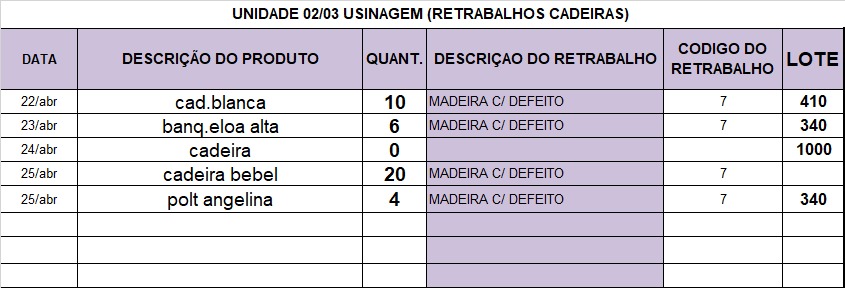 UNIDADE 02/03 USINAGEM (RETRABALHOS CADEIRAS)
DATA DESCRIÇÃO DO PRODUTO QUANT. DESCRIÇAO DO RETRABALHO CODIGO DO RETRABALHO LOTE
22/abr cad.blanca 10 MADEIRA C/ DEFEITO 7 410
23/abr banq.eloa alta 6 MADEIRA C/ DEFEITO 7 340
24/abr cadeira 0 1000
25/abr cadeira bebel 20 MADEIRA C/ DEFEITO 7
25/abr polt angelina 4 MADEIRA C/ DEFEITO 7 340